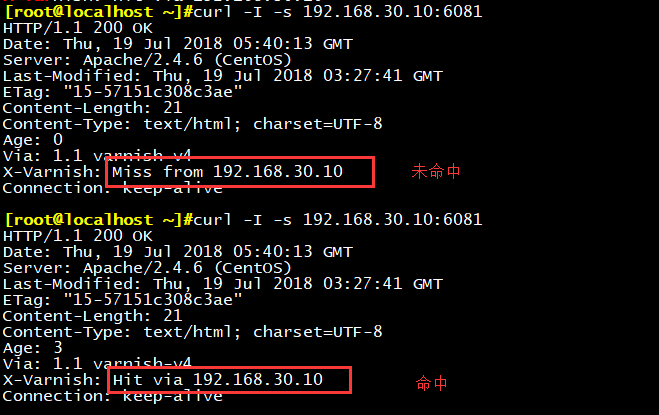 [root@localhost ~]#curl -I -s 192.168.30.10:6081
HTTP/1.1 200 OK
Date: Thu, 19 Jul 2018 05:40:13 GMT
Server: Apache/2.4.6 (CentOS)
Last-Modified: Thu, 19 Jul 2018 03:27:41 GMT
ETag: "15-57151c308c3ae"
Content-Length: 21
Content-Type: text/html; charset=UTF-8
Age: 0
Via: 1.1 varnish-v4
X-Varnish: Miss from 192.168.30.10 未命中
Connection: keep-alive
[root@localhost ~]#curl -I -s 192.168.30.10:6081
HTTP/1.1 200 OK
Date: Thu, 19 Jul 2018 05:40:13 GMT
Server: Apache/2.4.6 (CentOS)
Last-Modified: Thu, 19 Jul 2018 03:27:41 GMT
ETag: "15-57151c308c3ae"
Content-Length: 21
Content-Type: text/html; charset=UTF-8
Age: 3
Via: 1.1 varnish-v4
X-Varnish: Hit via 192.168.30.10 命中
Connection: keep-alive